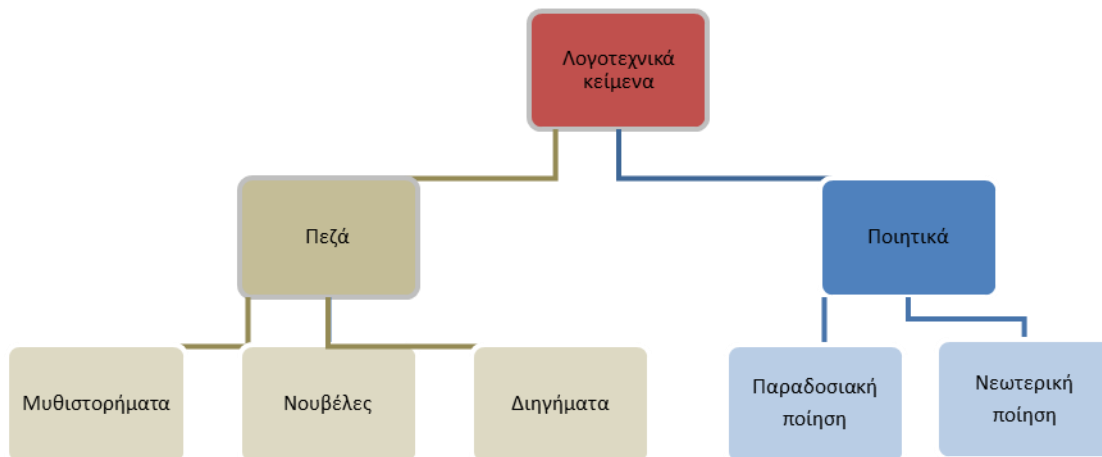 Λογοτεχνικά
κείμενα
Πεζά
Ποιητικά
Μυθιστορήματα
Νουβέλες
Διηγήματα
Παραδοσιακή
ποίηση
Νεωτερική
ποίηση